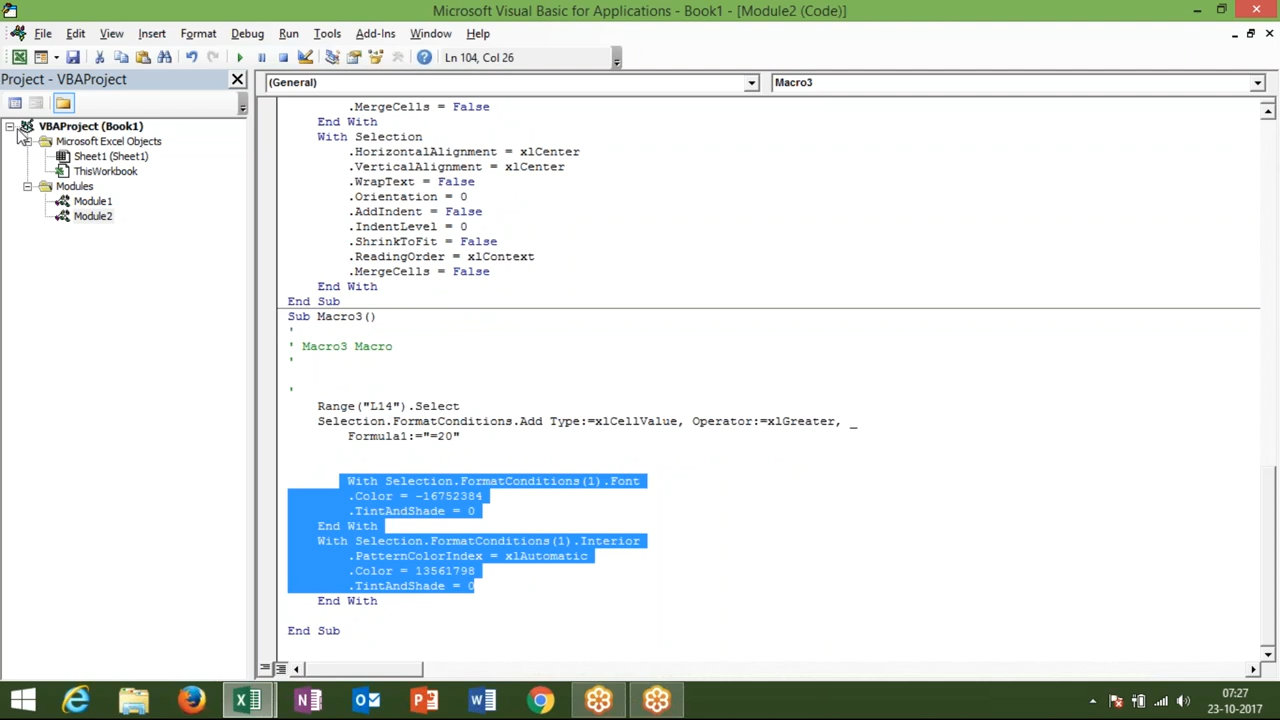 Microsoft Visual Basic for Applications - Book1 - [Module2 (Code)]
File Edit View Insert Format Debug Run Tools Add-Ins Window Help
Ln 104, Col 26
Project - VBAProject
(General)
Macro3
VBAProject (Book1)
Microsoft Excel Objects
Sheet1 (Sheet1)
ThisWorkbook
Modules
Module1
Module2
.MergeCells = False
End With
With Selection
.HorizontalAlignment = xlCenter
.VerticalAlignment = xlCenter
.WrapText = False
.Orientation = 0
.AddIndent = False
.IndentLevel = 0
.ShrinkToFit = False
.ReadingOrder = xlContext
.MergeCells = False
End With
End Sub
Sub Macro3()
'
' Macro3 Macro
'
'
Range("L14").Select
Selection.FormatConditions.Add Type:=xlCellValue, Operator:=xlGreater, _
Formula1:="=20"
With Selection.FormatConditions(1).Font
.Color = -16752384
.TintAndShade = 0
End With
With Selection.FormatConditions(1).Interior
.PatternColorIndex = xlAutomatic
.Color = 13561798
.TintAndShade = 0
End With
End Sub
07:27
23-10-2017